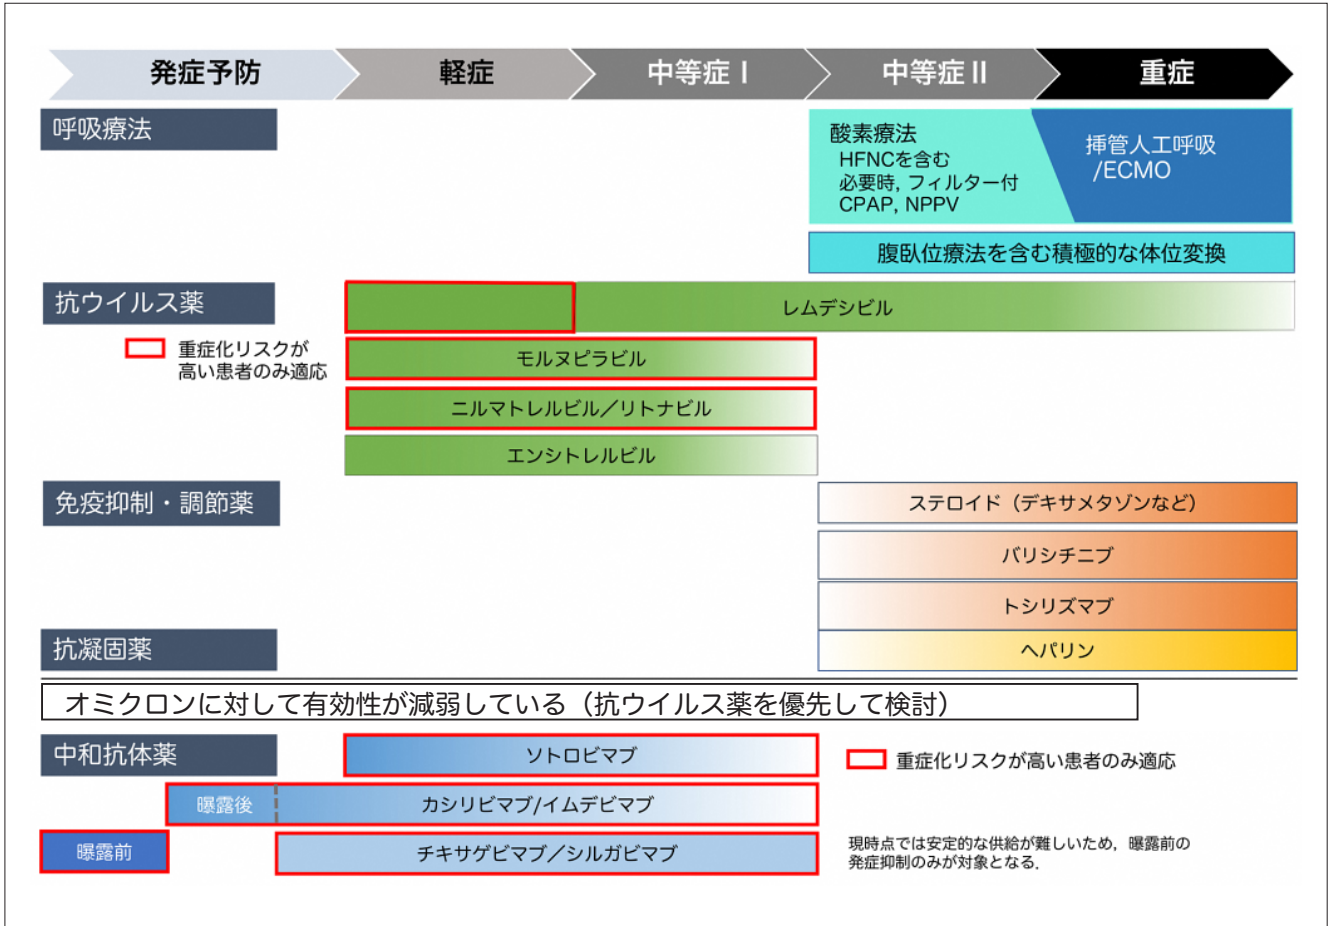 発症予防
軽症
中等症Ⅰ
中等症Ⅱ
重症
呼吸療法
酸素療法
HFNCを含む
必要時, フィルター付
CPAP, NPPV
挿管人工呼吸
/ECMO
腹臥位療法を含む積極的な体位変換
抗ウイルス薬
レムデシビル
重症化リスクが
高い患者のみ適応
モルヌピラビル
ニルマトレルビル／リトナビル
エンシトレルビル
免疫抑制・調節薬
ステロイド（デキサメタゾンなど）
バリシチニブ
トシリズマブ
抗凝固薬
ヘパリン
オミクロンに対して有効性が減弱している（抗ウイルス薬を優先して検討）
中和抗体薬
ソトロビマブ
重症化リスクが高い患者のみ適応
曝露後
カシリビマブ/イムデビマブ
曝露前
チキサゲビマブ／シルガビマブ
現時点では安定的な供給が難しいため，曝露前の
発症抑制のみが対象となる．